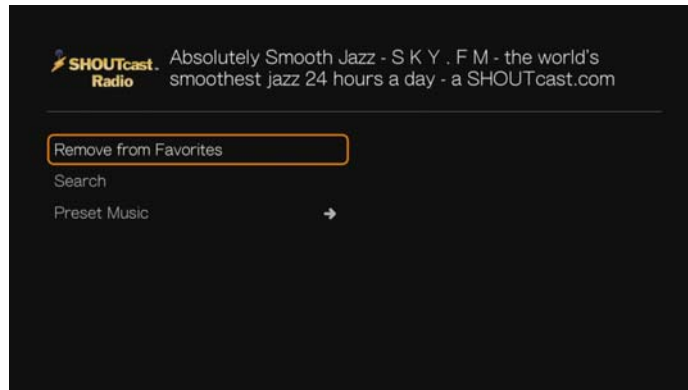 SHOUTcast
Radio
Absolutely Smooth Jazz - S K Y . F M - the world's
smoothest jazz 24 hours a day - a SHOUTcast.com
Remove from Favorites
Search
Preset Music